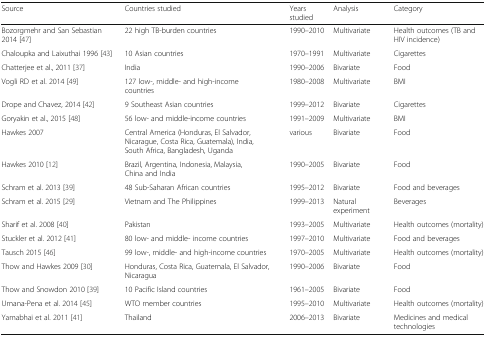 Source Countries studied Years studied Analysis Category
Bozorgmehr and San Sebastian 2014 [47] 22 high TB-burden countries 1990–2010 Multivariate Health outcomes (TB and HIV incidence)
Chaloupka and Laixuthai 1996 [43] 10 Asian countries 1970–1991 Multivariate Cigarettes
Chatterjee et al., 2011 [37] India 1990–2006 Bivariate Food
Vogli RD et al. 2014 [49] 127 low-, middle- and high-income countries 1980–2008 Multivariate BMI
Drope and Chavez, 2014 [42] 9 Southeast Asian countries 1999–2012 Bivariate Cigarettes
Goryakin et al., 2015 [48] 56 low- and middle-income countries 1991–2009 Multivariate BMI
Hawkes 2007 Central America (Honduras, El Salvador, Nicarague, Costa Rica, Guatemala), India, South Africa, Bangladesh, Uganda various Bivariate Food
Hawkes 2010 [12] Brazil, Argentina, Indonesia, Malaysia, China and India 1990–2005 Bivariate Food
Schram et al. 2013 [39] 48 Sub-Saharan African countries 1995–2012 Bivariate Food and beverages
Schram et al. 2015 [29] Vietnam and The Philippines 1999–2013 Natural experiment Beverages
Sharif et al. 2008 [40] Pakistan 1993–2005 Multivariate Health outcomes (mortality)
Stuckler et al. 2012 [41] 80 low- and middle- income countries 1997–2010 Multivariate Food and beverages
Tausch 2015 [46] 99 low-, middle- and high-income countries 1970–2005 Multivariate Health outcomes (mortality)
Thow and Hawkes 2009 [30] Honduras, Costa Rica, Guatemala, El Salvador, Nicaragua 1990–2006 Bivariate Food
Thow and Snowdon 2010 [39] 10 Pacific Island countries 1961–2005 Bivariate Food
Umana-Pena et al. 2014 [45] WTO member countries 1995–2010 Multivariate Health outcomes (mortality)
Yamabhai et al. 2011 [41] Thailand 2006–2013 Bivariate Medicines and medical technologies